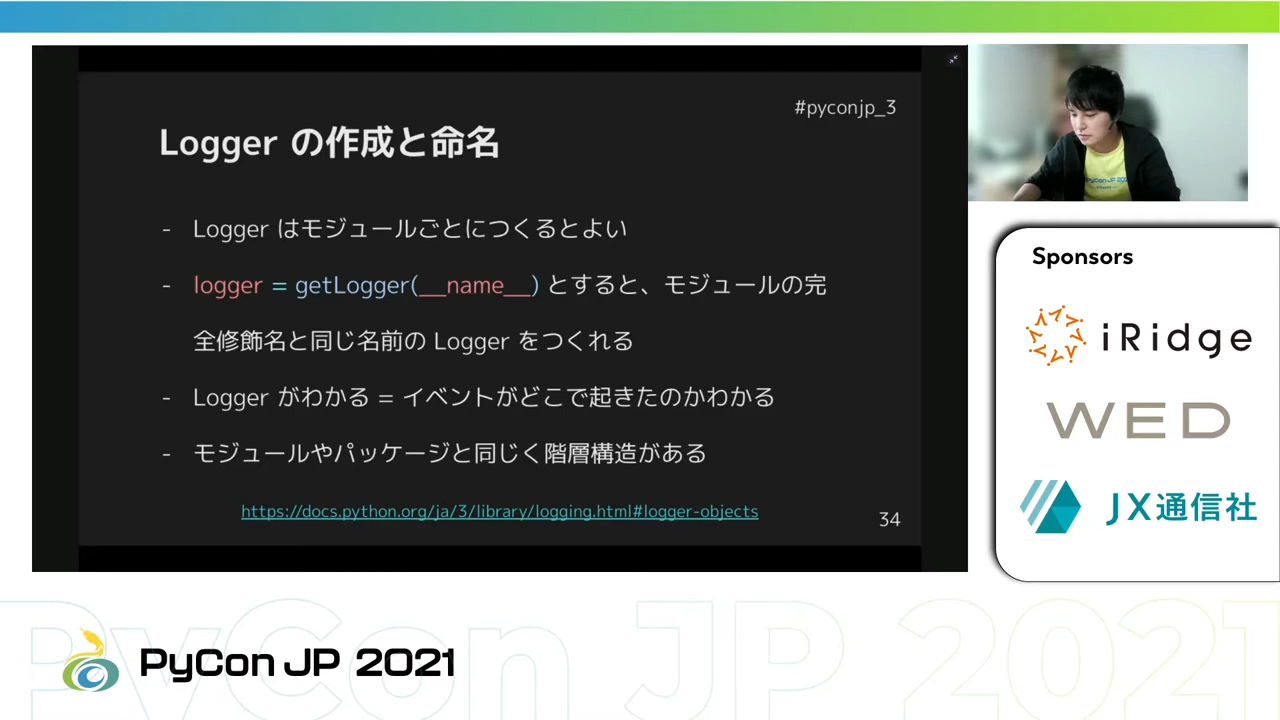 #pyconjp_3
Logger の作成と命名
- Logger はモジュールごとにつくるとよい
- logger = getLogger(__name__) とすると、モジュールの完
全修飾名と同じ名前の Logger をつくれる
- Logger がわかる = イベントがどこで起きたのかわかる
- モジュールやパッケージと同じく階層構造がある
https://docs.python.org/ja/3/library/logging.html#logger-objects
34
PyCon JP 2021
Sponsors
iRidge
WED
JX通信社
PyCon JP 2021
PyCon JP 2021